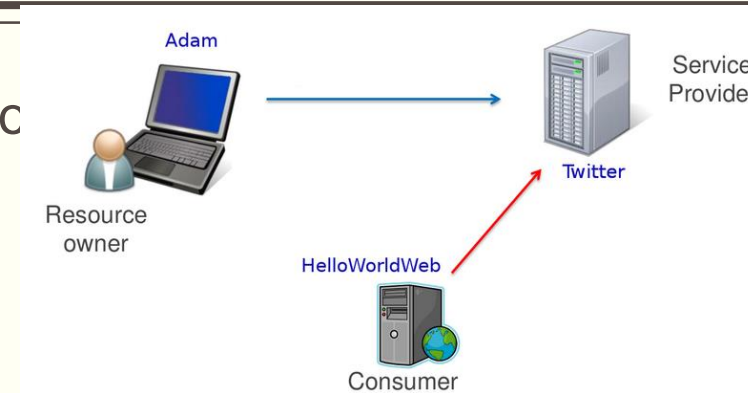 Adam
Service
Provide
Twitter
Resource
owner
HelloWorldWeb
Consumer